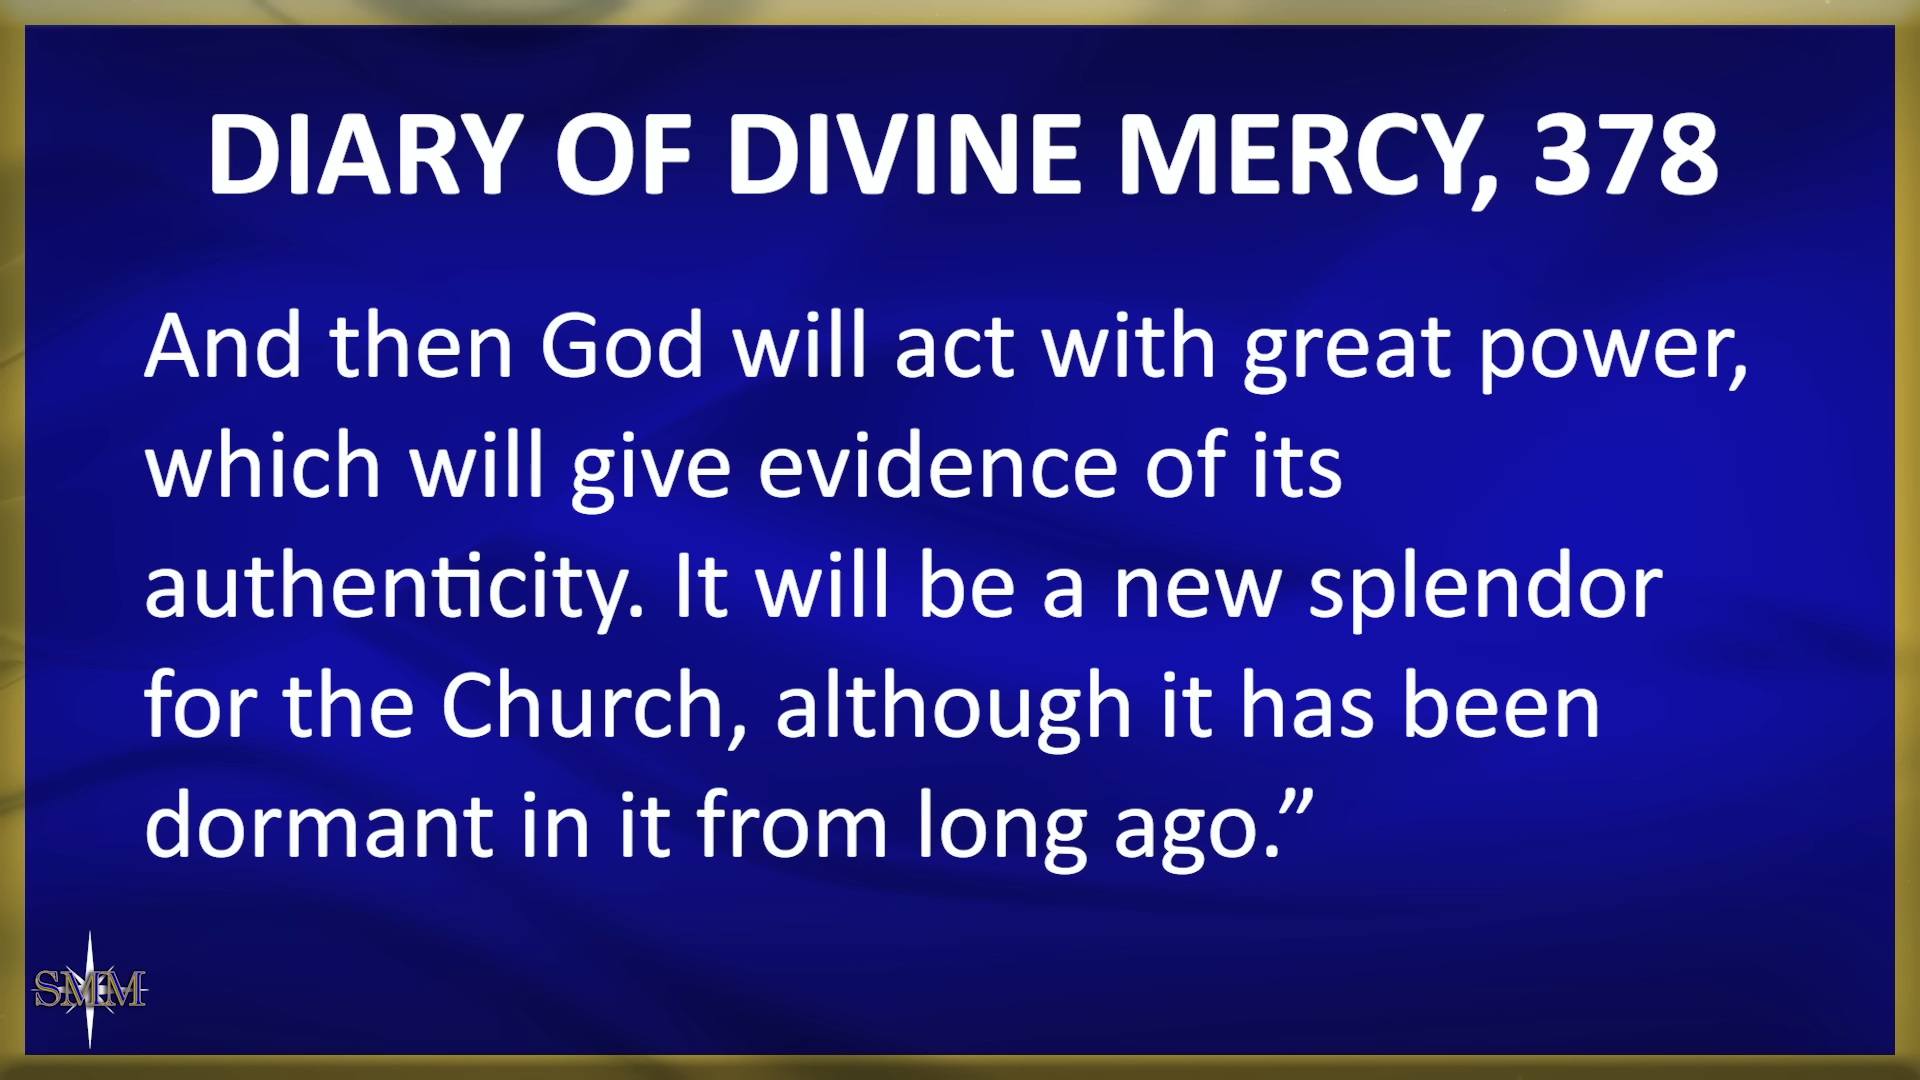 DIARY OF DIVINE MERCY, 378
And then God will act with great power,
which will give evidence of its
authenticity. It will be a new splendor
for the Church, although it has been
dormant in it from long ago.”
SMM